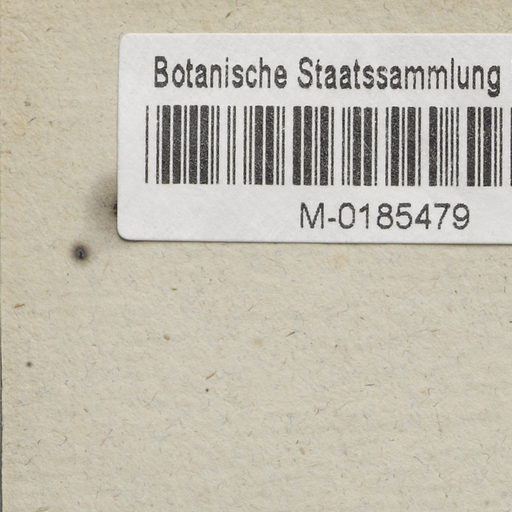 Botanische Staatssammlung
M-0185479